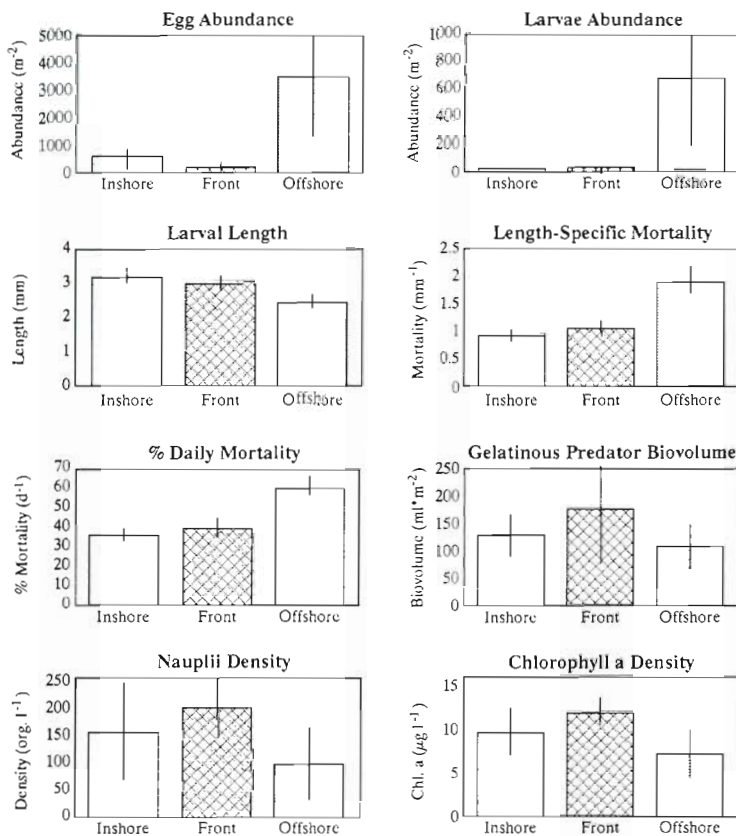 Egg Abundance
Abundance (m-2)
5000
4000
3000
2000
1000
0
Inshore Front Offshore
Larvae Abundance
Abundance (m-2)
1000
800
600
400
200
0
Inshore Front
Larval Length
Length (mm)
4
3
2
1
0
Inshore Front Offshore
Length-Specific Mortality
Mortality (mm-1)
2.5
2
1.5
1
0.5
0
Inshore Front Offshore
% Daily Mortality
% Mortality (d-1)
70
60
50
40
30
20
10
0
Inshore Front Offshore
Gelatinous Predator Biovolume
Biovolume (ml*m-2)
250
200
150
100
50
0
Inshore Front Offshore
Nauplii Density
Density (org. l-1)
250
200
150
100
50
0
Inshore Front Offshore
Chlorophyll a Density
Chl. a (μg l-1)
15
10
5
0
Inshore Front Offshore